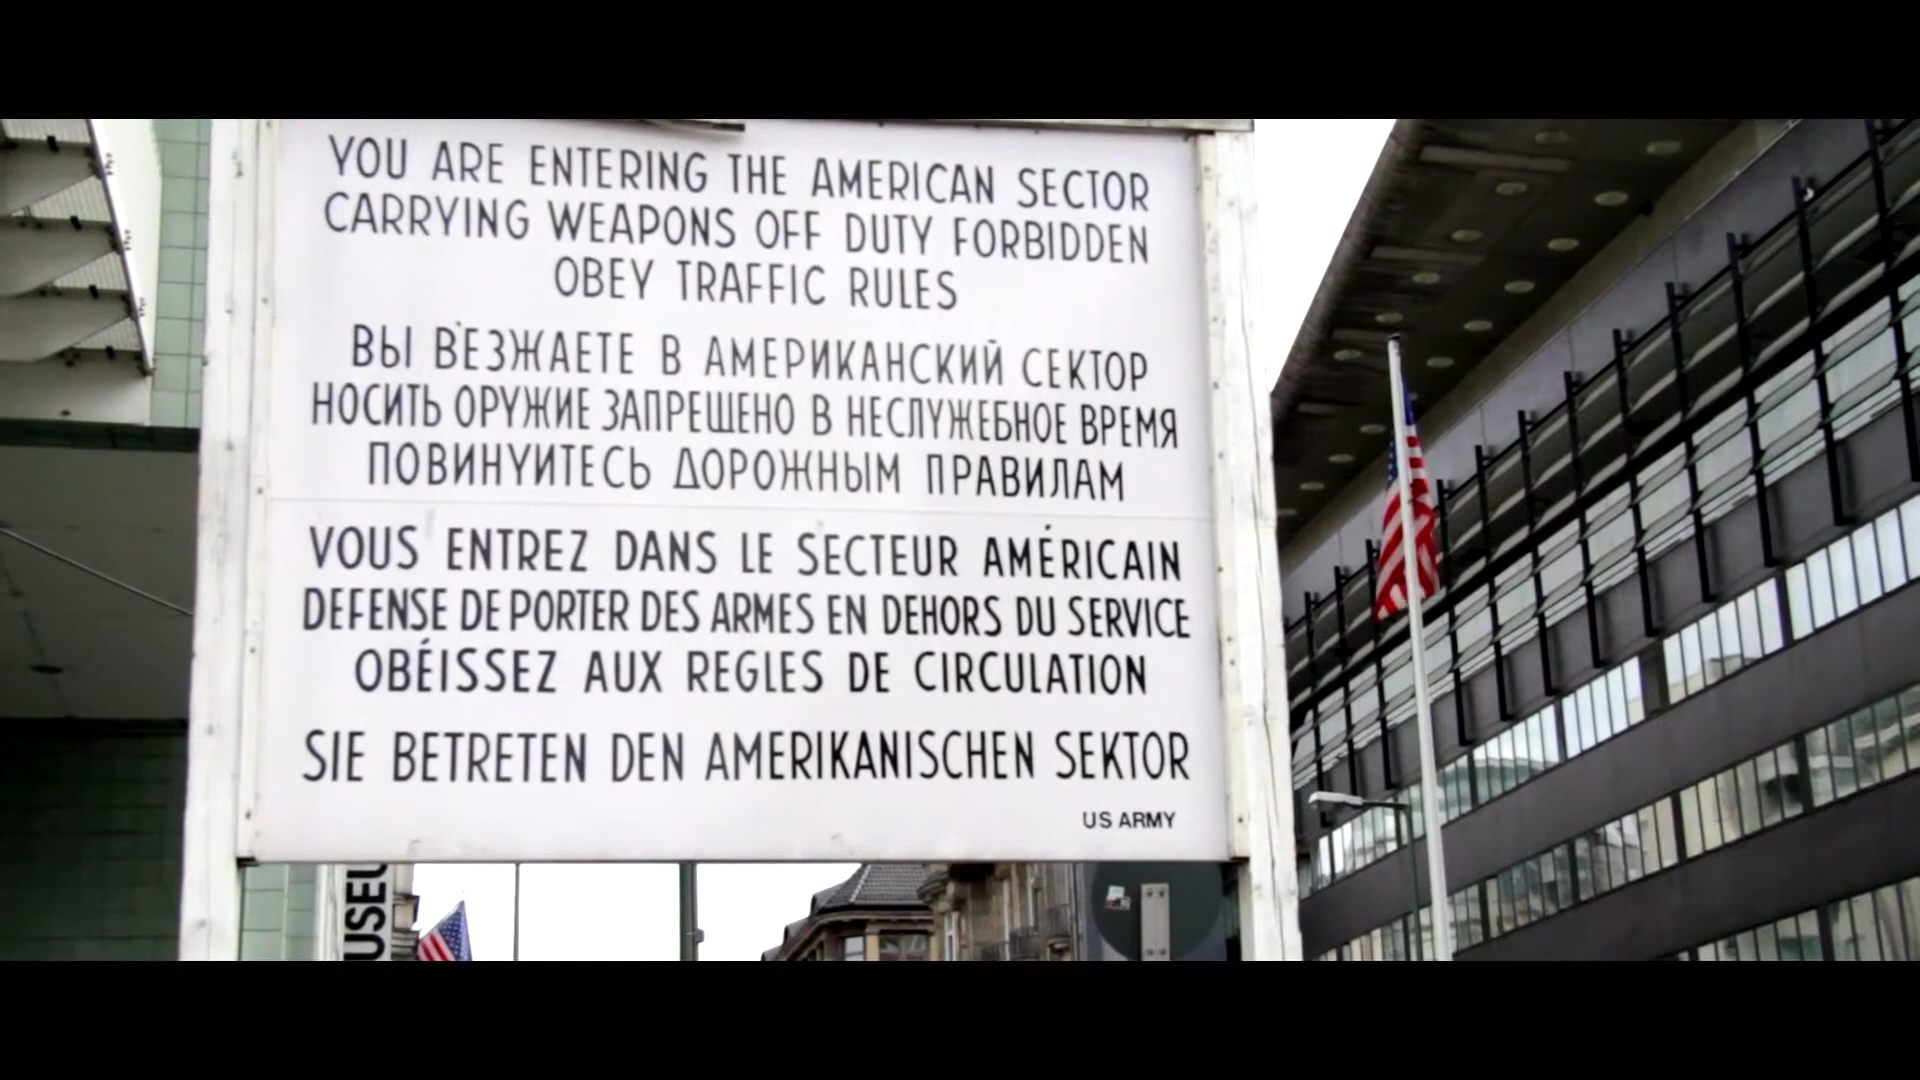 YOU ARE ENTERING THE AMERICAN SECTOR
CARRYING WEAPONS OFF DUTY FORBIDDEN
OBEY TRAFFIC RULES
ВЫ В'ЕЗЖАЕТЕ В АМЕРИКАНСКИЙ СЕКТОР
НОСИТЬ ОРУЖИЕ ЗАПРЕЩЕНО В НЕСЛУЖЕБНОЕ ВРЕМЯ
ПОВИНУИТЕСЬ ДОРОЖНЫМ ПРАВИЛАМ
VOUS ENTREZ DANS LE SECTEUR AMÉRICAIN
DEFENSE DE PORTER DES ARMES EN DEHORS DU SERVICE
OBÉISSEZ AUX REGLES DE CIRCULATION
SIE BETRETEN DEN AMERIKANISCHEN SEKTOR
US ARMY
USEU